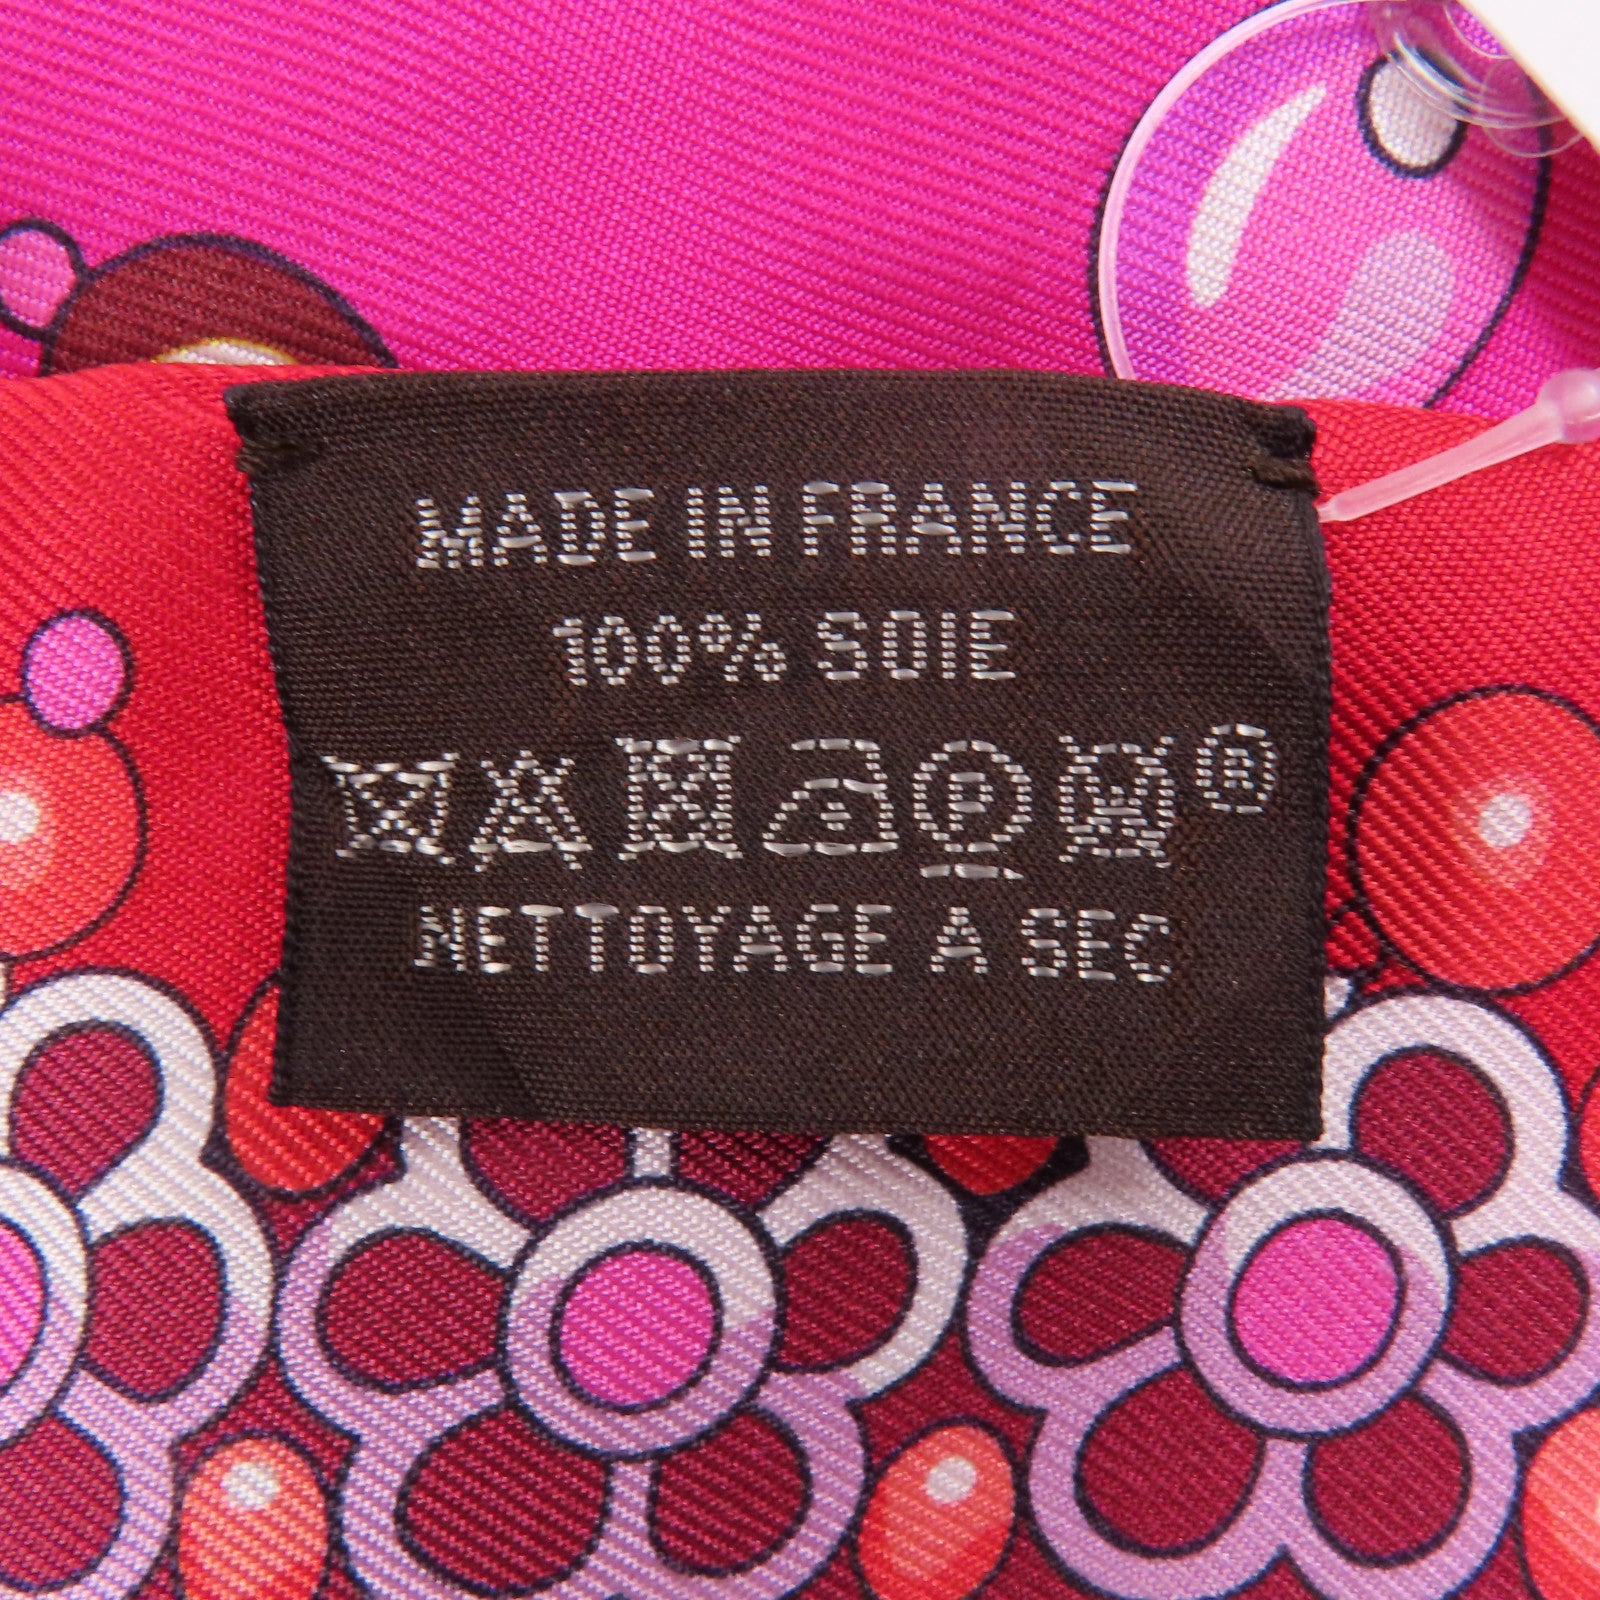 MADE IN FRANCE
100% SOIE
P ®
NETTOYAGE A SEC